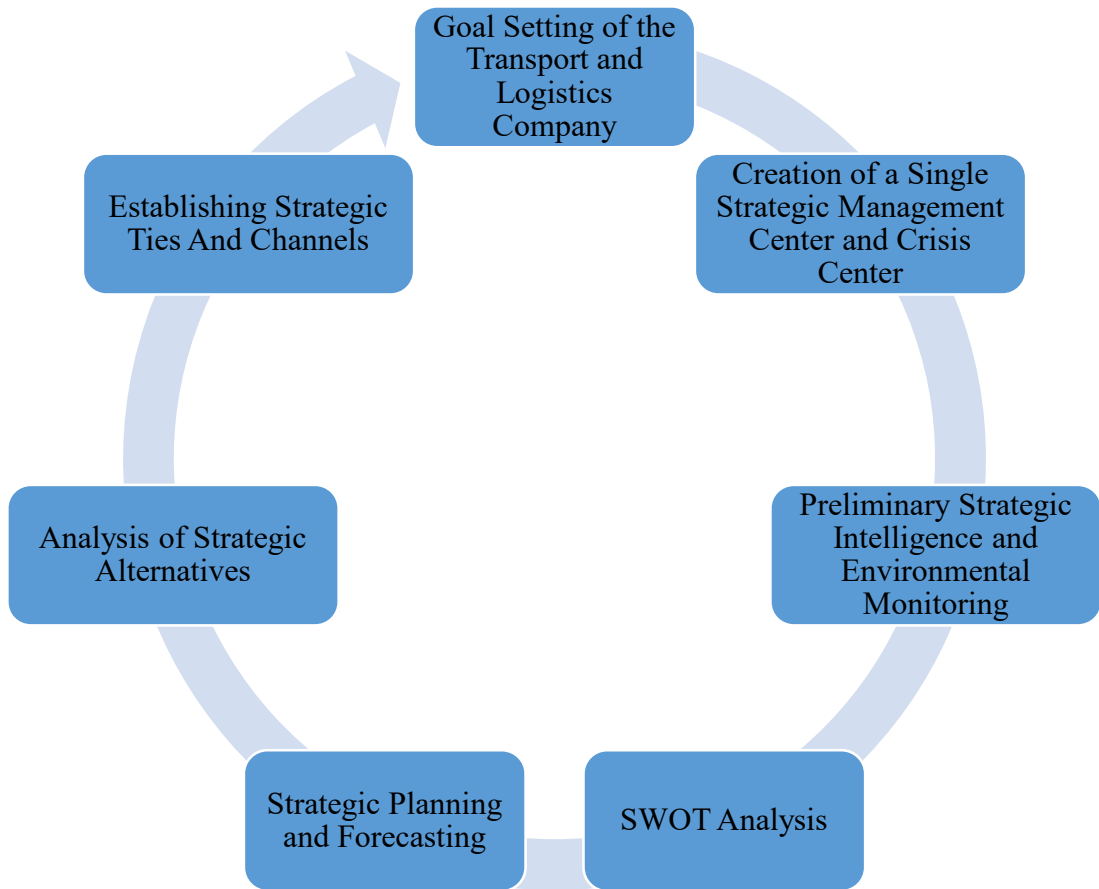 Goal Setting of the
Transport and
Logistics
Company
Creation of a Single
Strategic Management
Center and Crisis
Center
Preliminary Strategic
Intelligence and
Environmental
Monitoring
SWOT Analysis
Strategic Planning
and Forecasting
Analysis of Strategic
Alternatives
Establishing Strategic
Ties And Channels